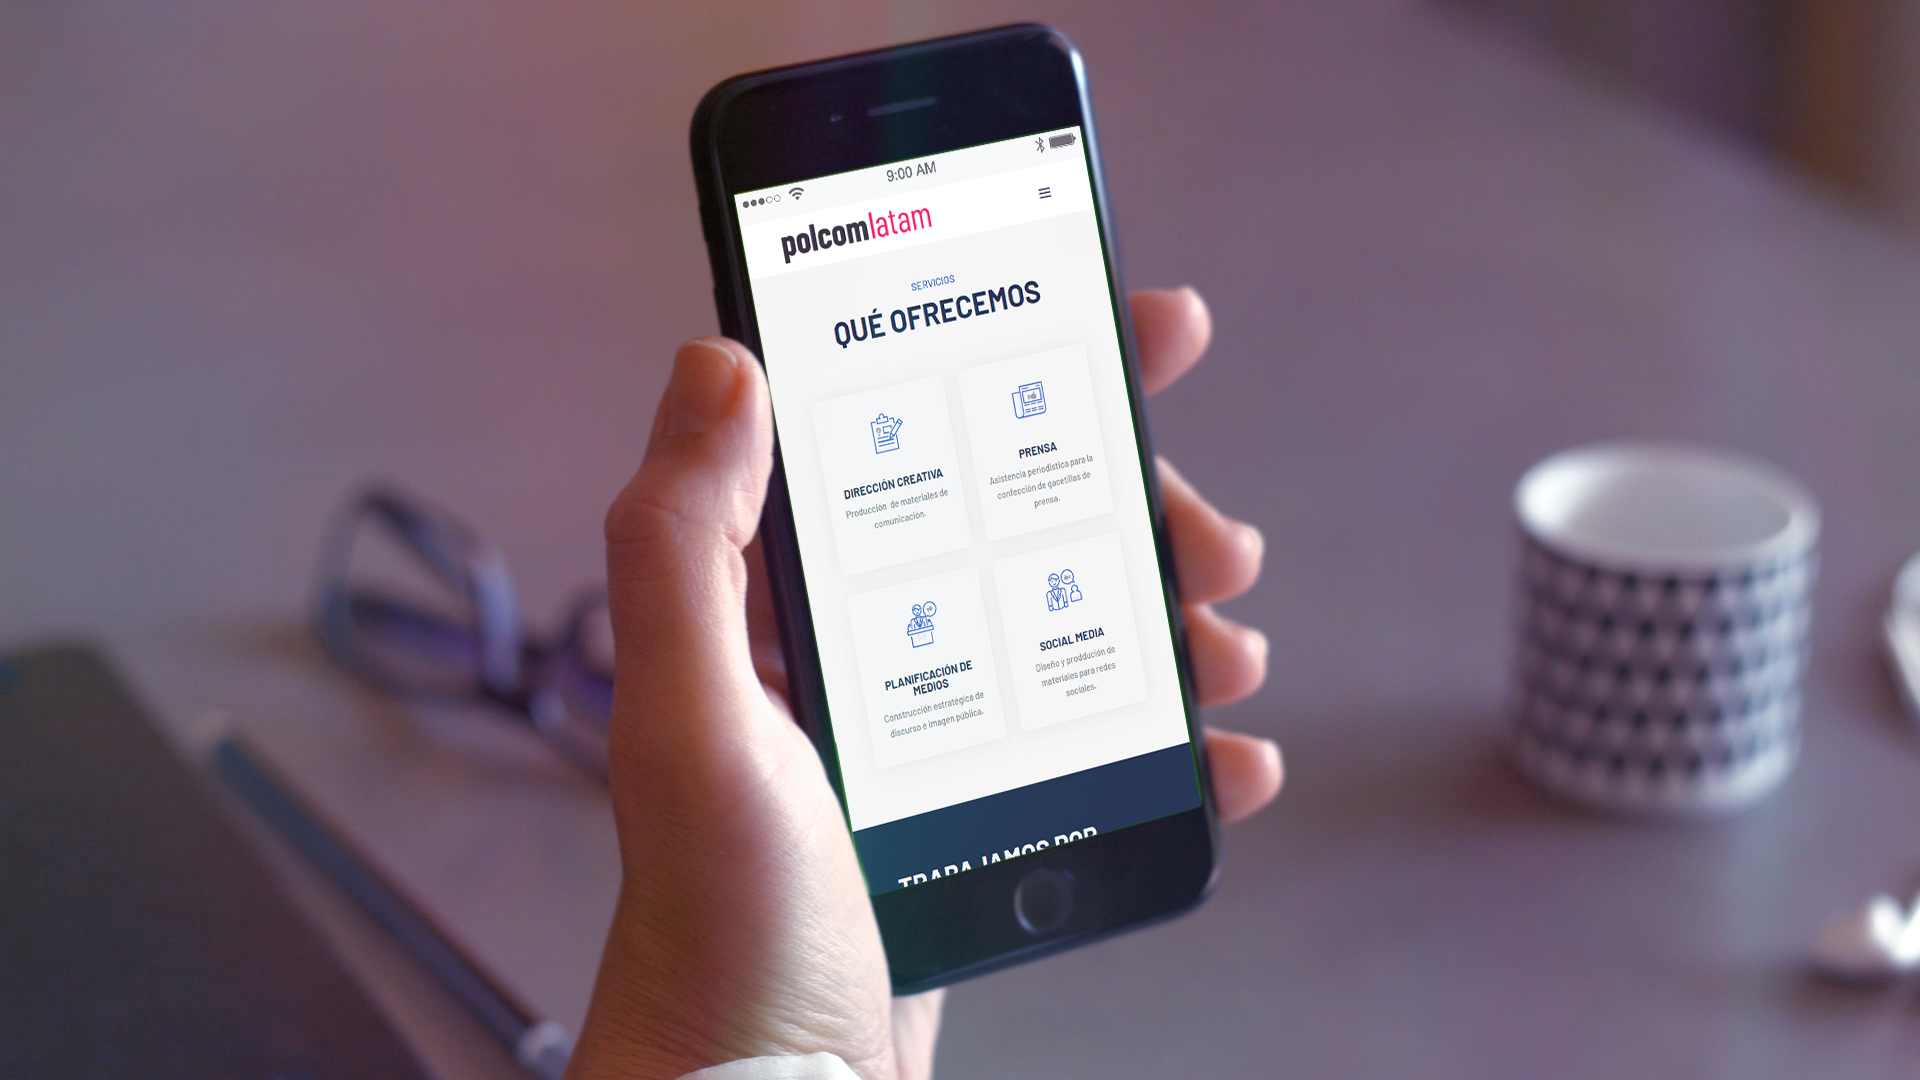 9:00 AM
polcomlatam
SERVICIOS
QUÉ OFRECEMOS
DIRECCIÓN CREATIVA
Producción de materiales de
comunicación.
PRENSA
Asistencia periodística para la
confección de gacetillas de
prensa.
PLANIFICACIÓN DE
MEDIOS
Construcción estratégica de
discurso e imagen pública.
SOCIAL MEDIA
Diseño y proddución de
materiales para redes
sociales.
TRABAJAMOS POR